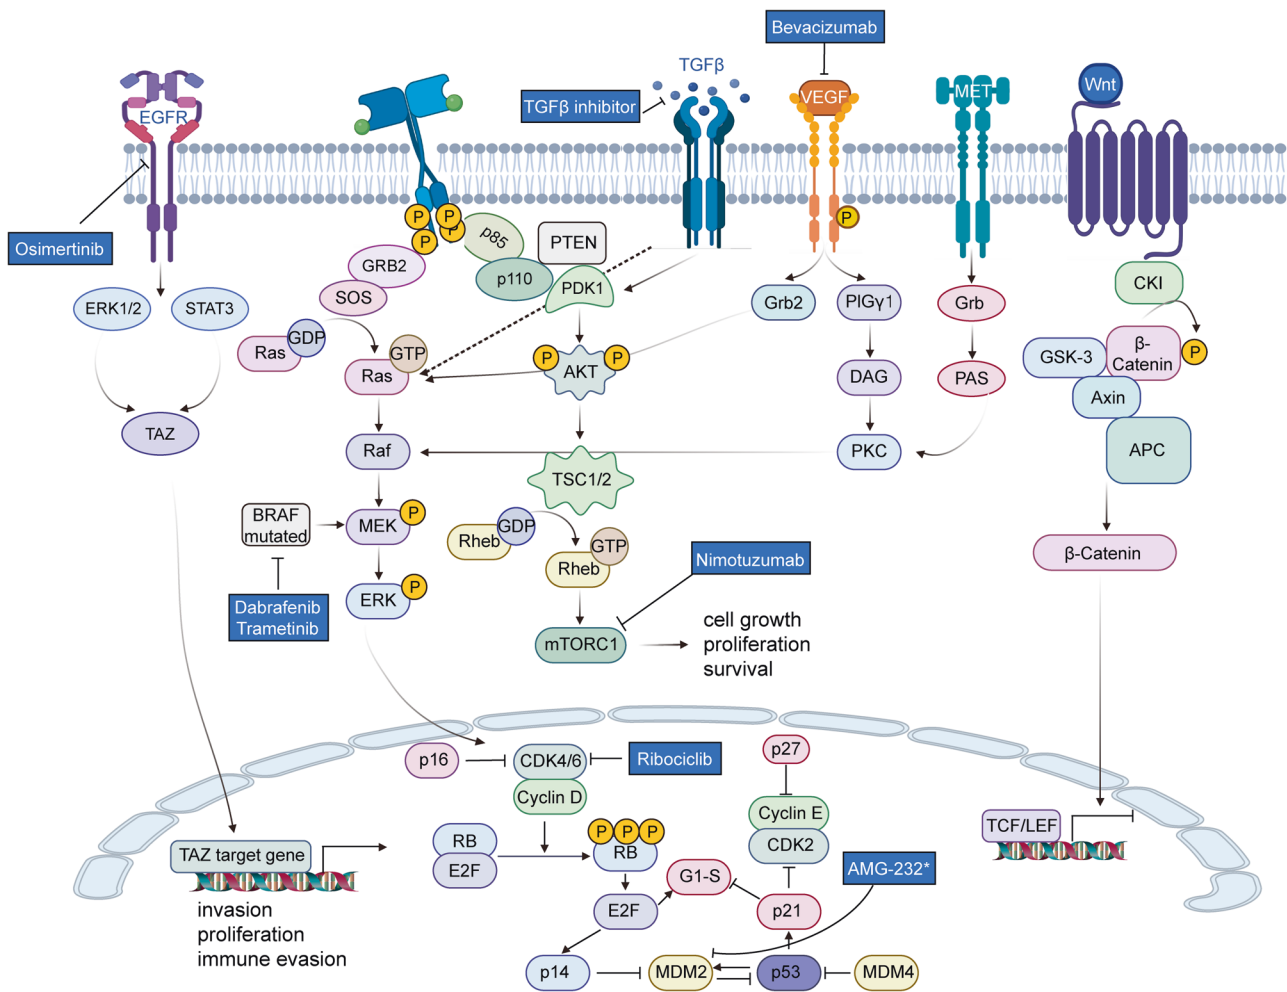 Bevacizumab
TGFβ
Wnt
EGFR
TGFβ inhibitor
VEGF
MET
Osimertinib
P
P
P
P
p85
PTEN
P
GRB2
p110
PDK1
CKI
SOS
ERK1/2
STAT3
Grb2
PIGγ1
Grb
Ras
GDP
GTP
Ras
P
P
AKT
DAG
PAS
GSK-3
β-
Catenin
P
Axin
TAZ
Raf
TSC1/2
PKC
APC
BRAF
mutated
MEK
P
Rheb
GDP
GTP
Rheb
Nimotuzumab
β-Catenin
Dabrafenib
Trametinib
ERK
P
mTORC1
cell growth
proliferation
survival
p16
CDK4/6
Ribociclib
p27
Cyclin D
Cyclin E
TCF/LEF
RB
E2F
P
P
P
RB
CDK2
TAZ target gene
G1-S
AMG-232*
E2F
p21
invasion
proliferation
immune evasion
p14
MDM2
p53
MDM4